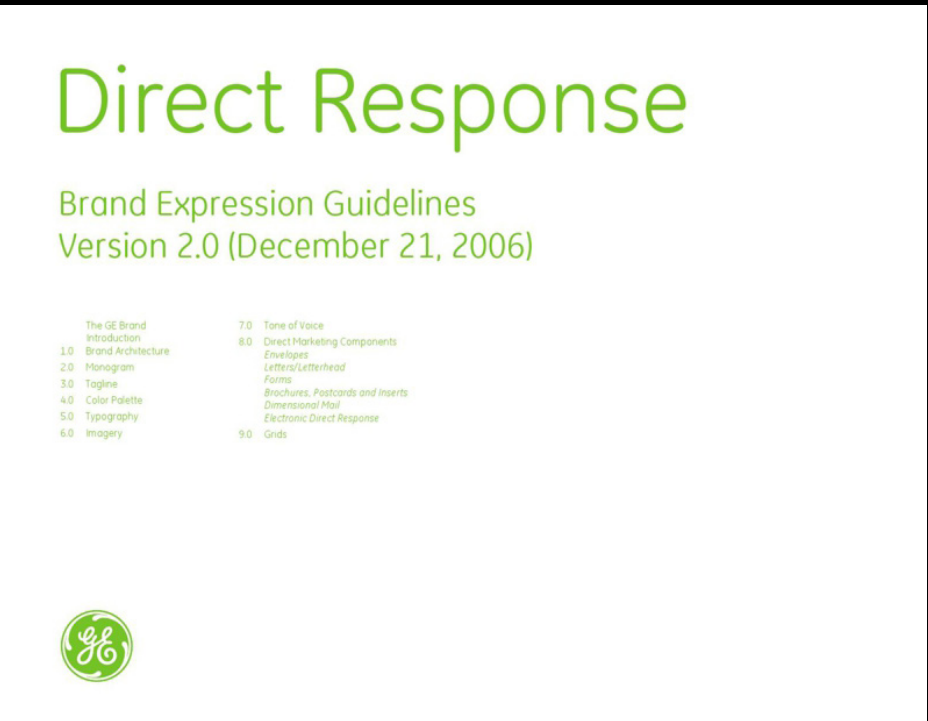 Direct Response
Brand Expression Guidelines
Version 2.0 (December 21, 2006)
The GE Brand
Introduction
1.0 Brand Architecture
2.0 Monogram
3.0 Tagline
4.0 Color Palette
5.0 Typography
6.0 Imagery
7.0 Tone of Voice
8.0 Direct Marketing Components
Envelopes
Letters/Letterhead
Forms
Brochures, Postcards and Inserts
Dimensional Mail
Electronic Direct Response
9.0 Grids
GE